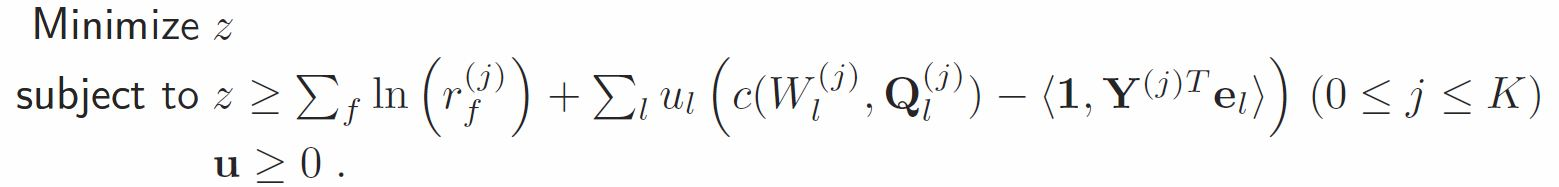 Minimize z
subject to z ≥ ∑_f ln(r_f^{(j)}) + ∑_l u_l (c(W_l^{(j)}, 𝐐_l^{(j)}) − ⟨𝟏, 𝐘^{(j)T} 𝐞_l⟩) (0 ≤ j ≤ K)
𝐮 ≥ 0 .